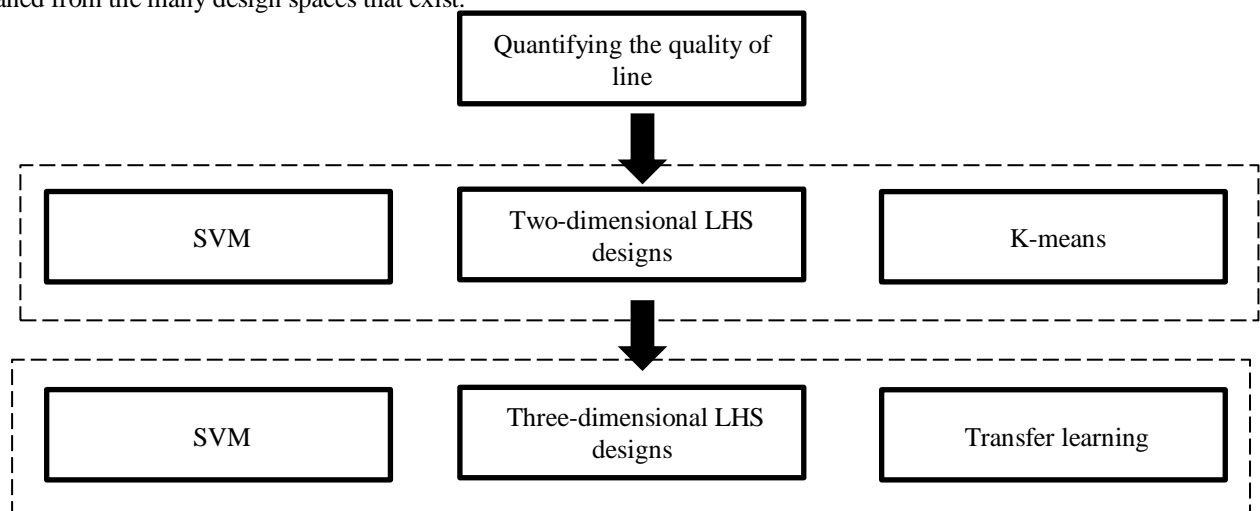 from the many design spaces that exist.
Quantifying the quality of
line
SVM
Two-dimensional LHS
designs
K-means
SVM
Three-dimensional LHS
designs
Transfer learning